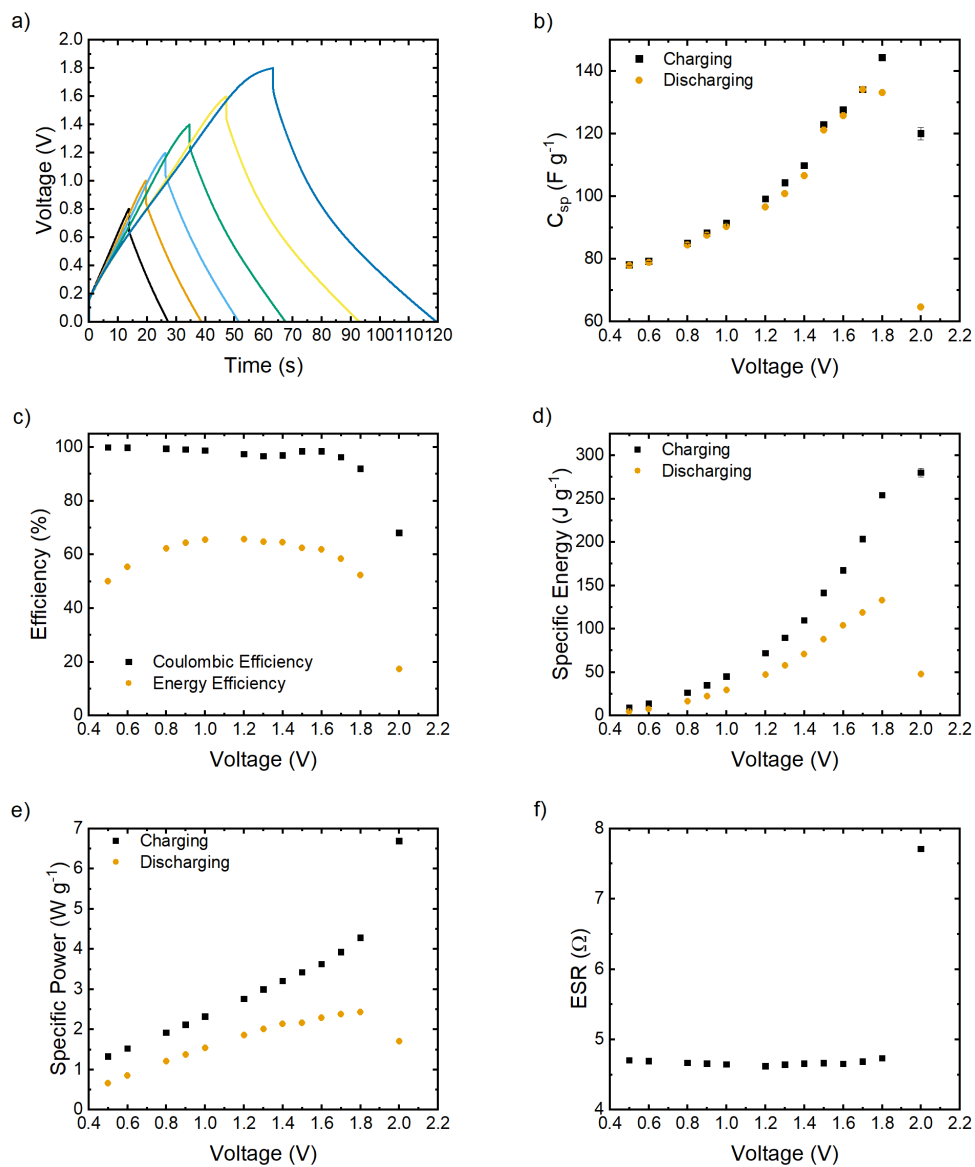 a)
2.0
1.8
1.6
1.4
1.2
1.0
0.8
0.6
0.4
0.2
0.0
Voltage (V)
0 10 20 30 40 50 60 70 80 90 100 110 120
Time (s)
b)
Charging
Discharging
140
120
100
80
60
C_sp (F g⁻¹)
0.4 0.6 0.8 1.0 1.2 1.4 1.6 1.8 2.0 2.2
Voltage (V)
c)
100
80
60
40
20
0
Efficiency (%)
Coulombic Efficiency
Energy Efficiency
0.4 0.6 0.8 1.0 1.2 1.4 1.6 1.8 2.0 2.2
Voltage (V)
d)
Charging
Discharging
300
250
200
150
100
50
0
Specific Energy (J g⁻¹)
0.4 0.6 0.8 1.0 1.2 1.4 1.6 1.8 2.0 2.2
Voltage (V)
e)
Charging
Discharging
7
6
5
4
3
2
1
0
Specific Power (W g⁻¹)
0.4 0.6 0.8 1.0 1.2 1.4 1.6 1.8 2.0 2.2
Voltage (V)
f)
8
7
6
5
4
ESR (Ω)
0.4 0.6 0.8 1.0 1.2 1.4 1.6 1.8 2.0 2.2
Voltage (V)